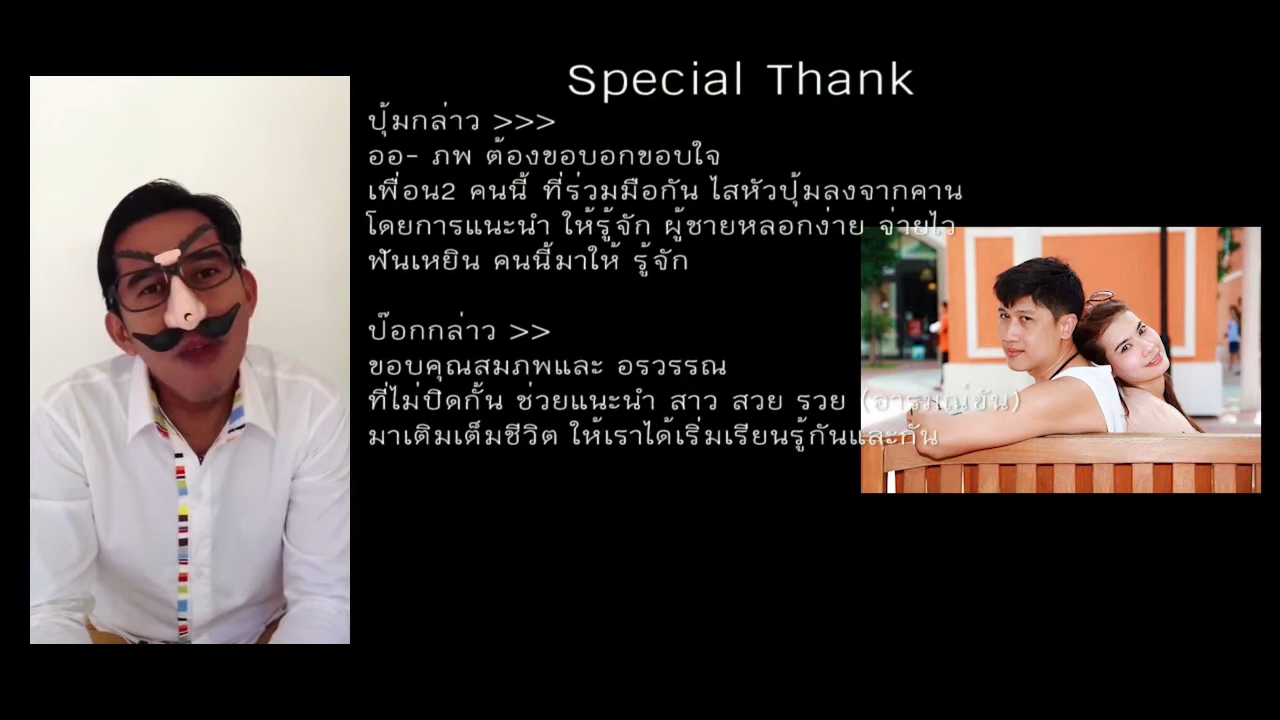 Special Thank
ปุ้มกล่าว >>>
ออ- ภพ ต้องขอบอกขอบใจ
เพื่อน2 คนนี้ ที่ร่วมมือกัน ไสหัวปุ้มลงจากคาน
โดยการแนะนำ ให้รู้จัก ผู้ชายหลอกง่าย จ่ายไว
ฟันเหยิน คนนี้มาให้ รู้จัก
ป๊อกกล่าว >>
ขอบคุณสมภพและ อรวรรณ
ที่ไม่ปิดกั้น ช่วยแนะนำ สาว สวย รวย (อารมณ์ขัน)
มาเติมเต็มชีวิต ให้เราได้เริ่มเรียนรู้กันและกัน